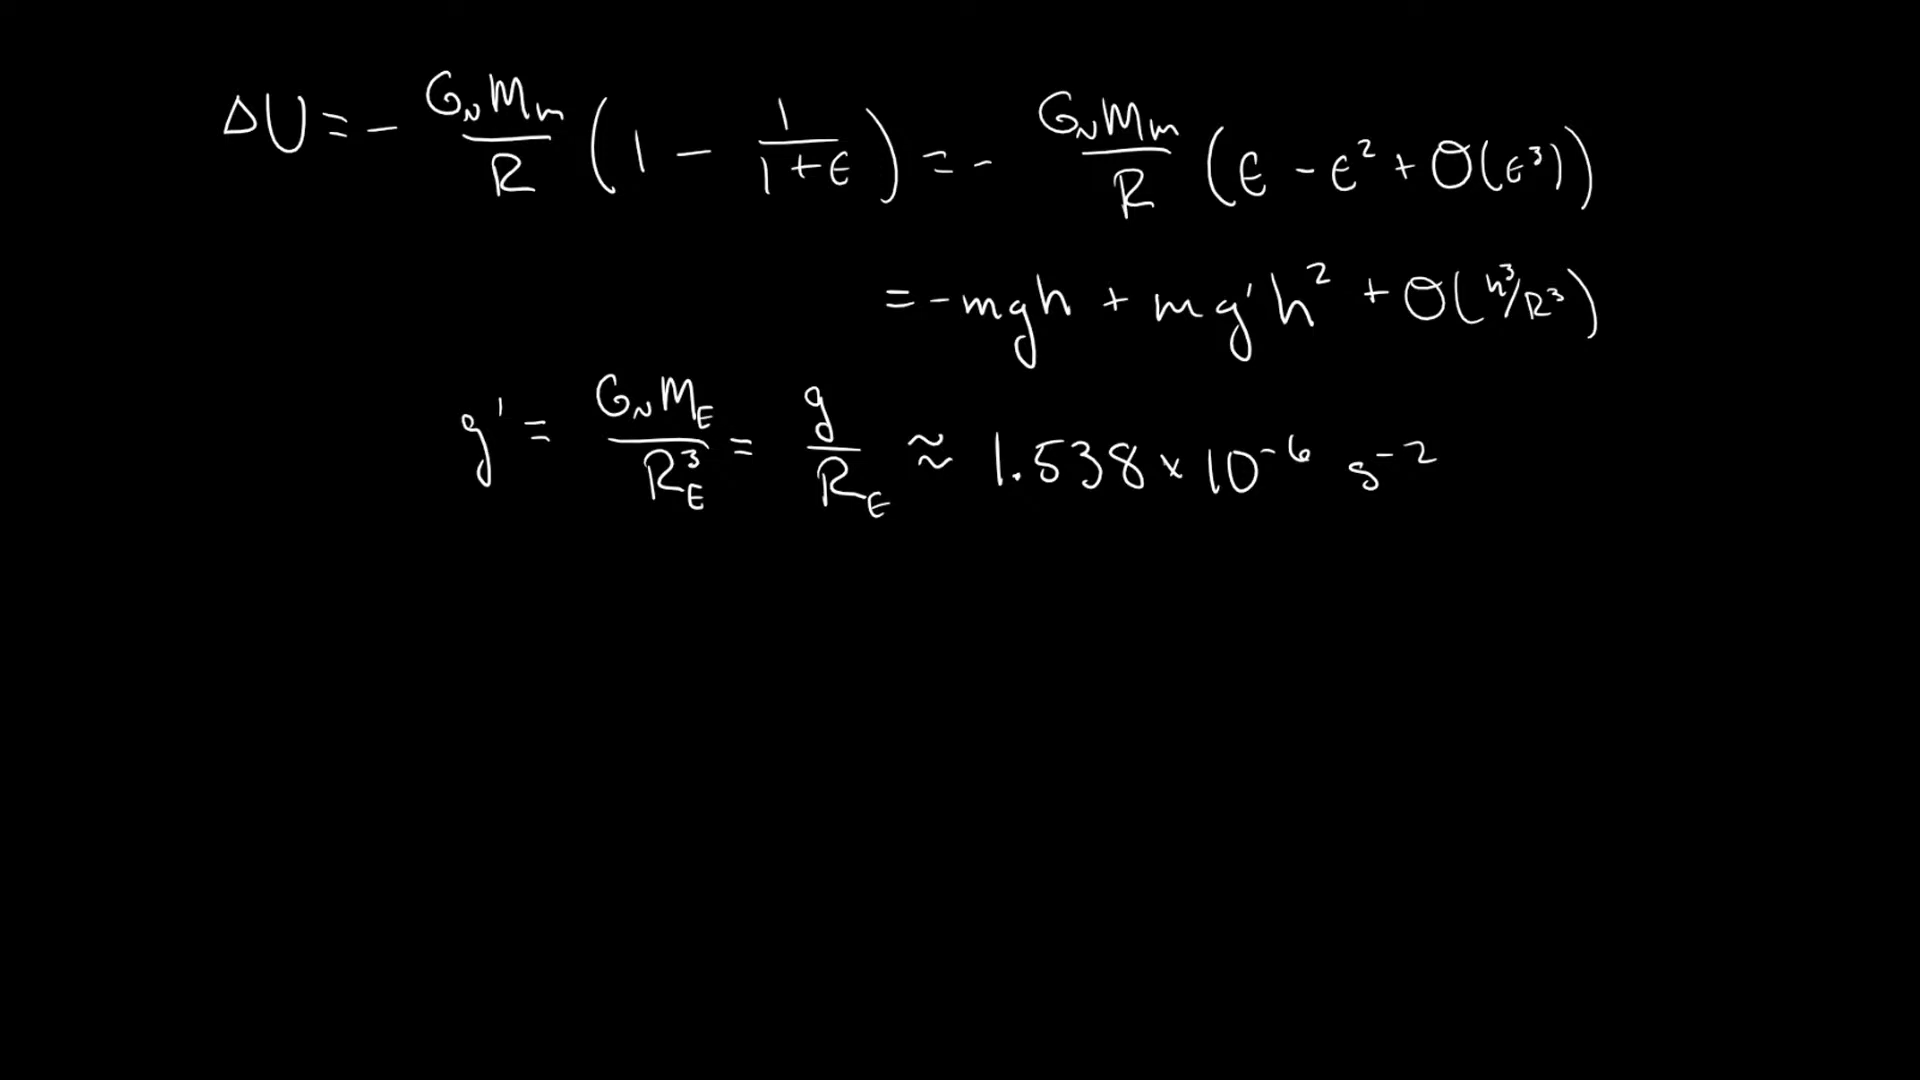 ΔU = - G_N M m / R ( 1 - 1 / (1+ϵ) ) = - G_N M m / R ( ϵ - ϵ² + O(ϵ³) )
= - mgh + mg'h² + O( h³/R³ )
g' = G_N M_E / R_E³ = g / R_E ≈ 1.538 × 10⁻⁶ s⁻²